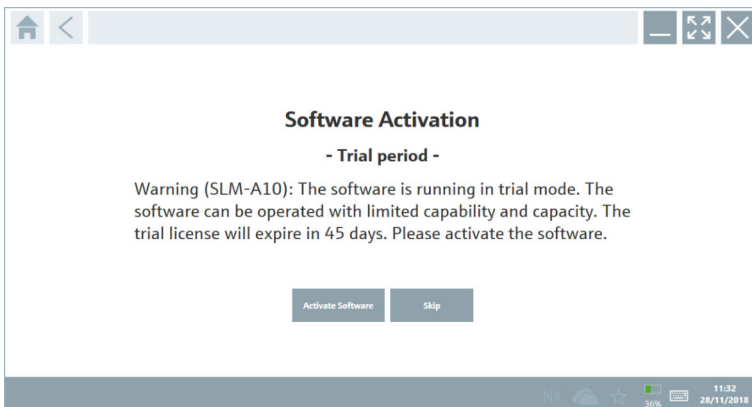 Software Activation
- Trial period -
Warning (SLM-A10): The software is running in trial mode. The
software can be operated with limited capability and capacity. The
trial license will expire in 45 days. Please activate the software.
Activate Software
Skip
N
36%
11:32
28/11/2018